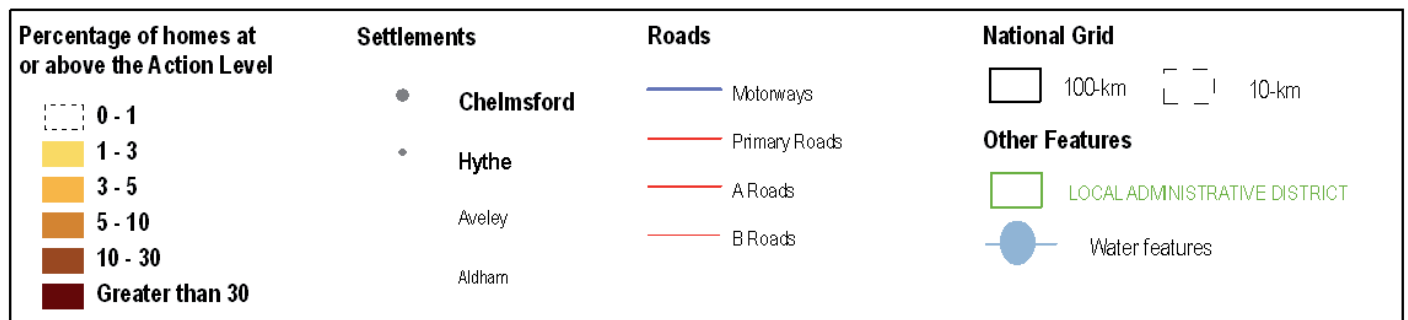 Percentage of homes at
or above the Action Level
0 - 1
1 - 3
3 - 5
5 - 10
10 - 30
Greater than 30
Settlements
Chelmsford
Hythe
Aveley
Aldham
Roads
Motorways
Primary Roads
A Roads
B Roads
National Grid
100-km 10-km
Other Features
LOCAL ADMINISTRATIVE DISTRICT
Water features